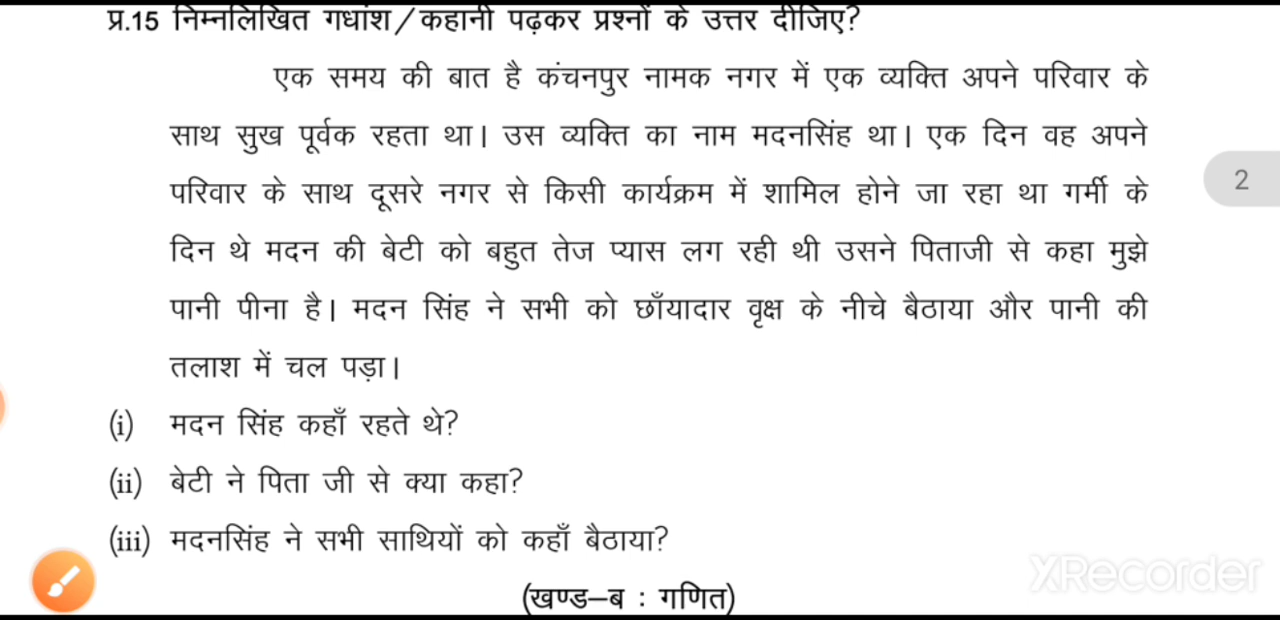 प्र.15 निम्नलिखित गधांश/कहानी पढ़कर प्रश्नों के उत्तर दीजिए?
एक समय की बात है कंचनपुर नामक नगर में एक व्यक्ति अपने परिवार के
साथ सुख पूर्वक रहता था। उस व्यक्ति का नाम मदनसिंह था। एक दिन वह अपने
परिवार के साथ दूसरे नगर से किसी कार्यक्रम में शामिल होने जा रहा था गर्मी के
दिन थे मदन की बेटी को बहुत तेज प्यास लग रही थी उसने पिताजी से कहा मुझे
पानी पीना है। मदन सिंह ने सभी को छाँयादार वृक्ष के नीचे बैठाया और पानी की
तलाश में चल पड़ा।
(i) मदन सिंह कहाँ रहते थे?
(ii) बेटी ने पिता जी से क्या कहा?
(iii) मदनसिंह ने सभी साथियों को कहाँ बैठाया?
(खण्ड–ब : गणित)
2
XRecorder